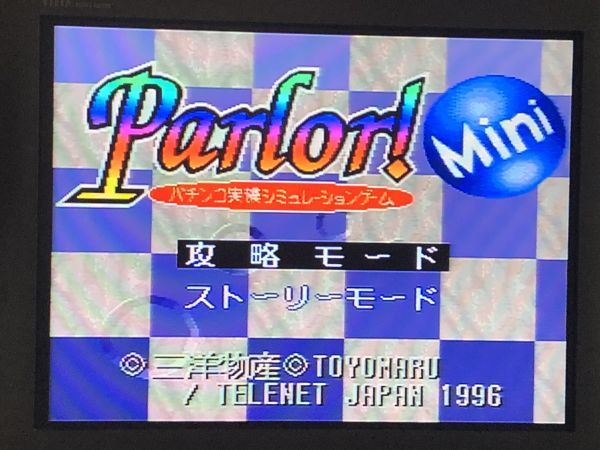 Parlor!
Mini
パチンコ実機シミュレーションゲーム
攻略モード
ストーリーモード
◎三洋物産◎TOYOMARU
/ TELENET JAPAN 1996